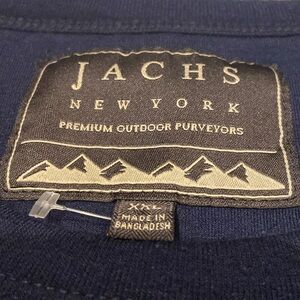 JACHS
NEW YORK
PREMIUM OUTDOOR PURVEYORS
XXL
MADE IN
BANGLADESH